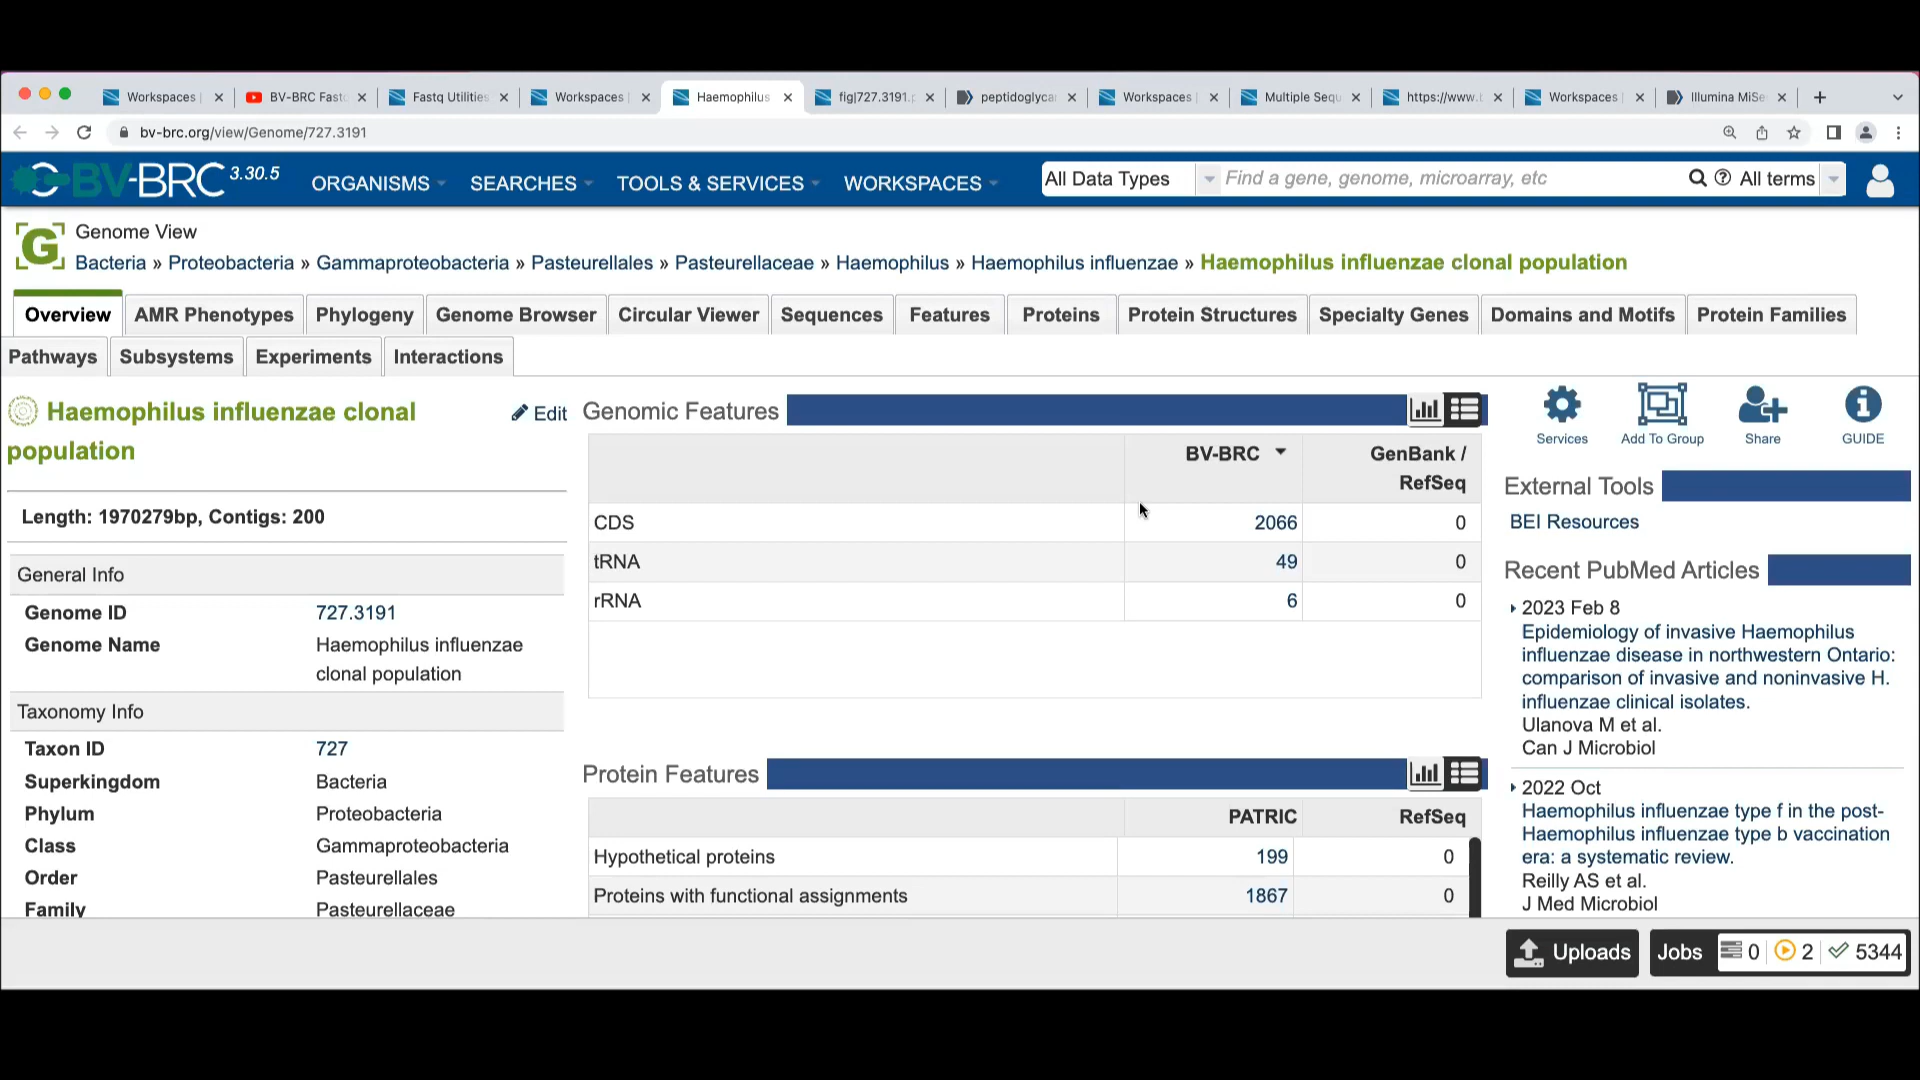 Workspaces
BV-BRC Fast
Fastq Utilities
Workspaces
Haemophilus
fig|727.3191.
peptidoglyca
Workspaces
Multiple Sequ
https://www.
Workspaces
Illumina MiSe
bv-brc.org/view/Genome/727.3191
BV-BRC 3.30.5 ORGANISMS SEARCHES TOOLS & SERVICES WORKSPACES All Data Types Find a gene, genome, microarray, etc All terms
Genome View
Bacteria » Proteobacteria » Gammaproteobacteria » Pasteurellales » Pasteurellaceae » Haemophilus » Haemophilus influenzae » Haemophilus influenzae clonal population
Overview AMR Phenotypes Phylogeny Genome Browser Circular Viewer Sequences Features Proteins Protein Structures Specialty Genes Domains and Motifs Protein Families
Pathways Subsystems Experiments Interactions
Haemophilus influenzae clonal
population
Edit
Length: 1970279bp, Contigs: 200
General Info
Genome ID 727.3191
Genome Name Haemophilus influenzae
clonal population
Taxonomy Info
Taxon ID 727
Superkingdom Bacteria
Phylum Proteobacteria
Class Gammaproteobacteria
Order Pasteurellales
Family Pasteurellaceae
Genomic Features
BV-BRC GenBank /
RefSeq
CDS 2066 0
tRNA 49 0
rRNA 6 0
Protein Features
PATRIC RefSeq
Hypothetical proteins 199 0
Proteins with functional assignments 1867 0
Services Add To Group Share GUIDE
External Tools
BEI Resources
Recent PubMed Articles
2023 Feb 8
Epidemiology of invasive Haemophilus
influenzae disease in northwestern Ontario:
comparison of invasive and noninvasive H.
influenzae clinical isolates.
Ulanova M et al.
Can J Microbiol
2022 Oct
Haemophilus influenzae type f in the post-
Haemophilus influenzae type b vaccination
era: a systematic review.
Reilly AS et al.
J Med Microbiol
Uploads Jobs 0 2 5344